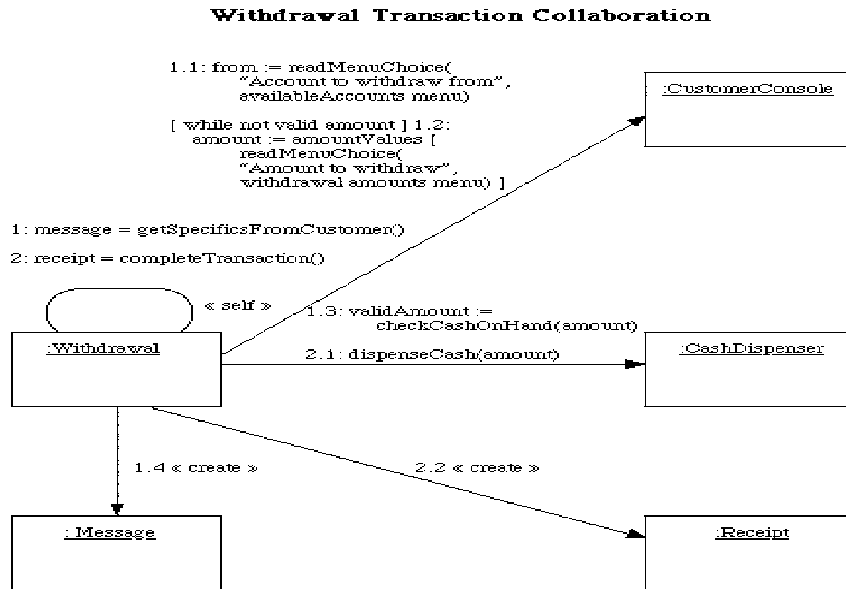 Withdrawal Transaction Collaboration
1.1: from := readMenuChoice(
"Account to withdraw from",
availableAccounts menu)
:CustomerConsole
[ while not valid amount ] 1.2:
amount := amountValues [
readMenuChoice(
"Amount to withdraw",
withdrawal amounts menu) ]
1: message = getSpecificsFromCustomer()
2: receipt = completeTransaction()
« self »
1.3: validAmount :=
checkCashOnHand(amount)
:Withdrawal
2.1: dispenseCash(amount)
:CashDispenser
1.4 « create »
2.2 « create »
: Message
:Receipt